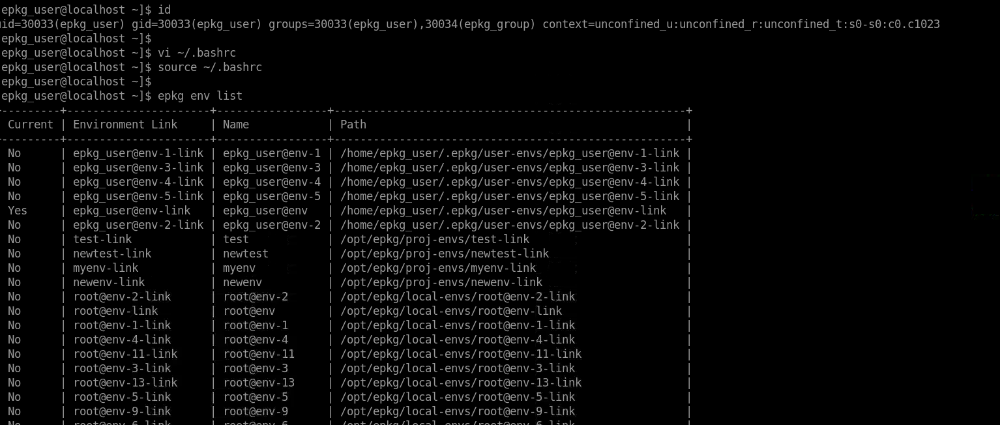 epkg_user@localhost ~]$ id
uid=30033(epkg_user) gid=30033(epkg_user) groups=30033(epkg_user),30034(epkg_group) context=unconfined_u:unconfined_r:unconfined_t:s0-s0:c0.c1023
epkg_user@localhost ~]$
epkg_user@localhost ~]$ vi ~/.bashrc
epkg_user@localhost ~]$ source ~/.bashrc
epkg_user@localhost ~]$
epkg_user@localhost ~]$ epkg env list
---------+----------------------+-----------------+------------------------------------------------------+
Current | Environment Link     | Name            | Path                                                 |
---------+----------------------+-----------------+------------------------------------------------------+
No      | epkg_user@env-1-link | epkg_user@env-1 | /home/epkg_user/.epkg/user-envs/epkg_user@env-1-link |
No      | epkg_user@env-3-link | epkg_user@env-3 | /home/epkg_user/.epkg/user-envs/epkg_user@env-3-link |
No      | epkg_user@env-4-link | epkg_user@env-4 | /home/epkg_user/.epkg/user-envs/epkg_user@env-4-link |
No      | epkg_user@env-5-link | epkg_user@env-5 | /home/epkg_user/.epkg/user-envs/epkg_user@env-5-link |
Yes     | epkg_user@env-link   | epkg_user@env   | /home/epkg_user/.epkg/user-envs/epkg_user@env-link   |
No      | epkg_user@env-2-link | epkg_user@env-2 | /home/epkg_user/.epkg/user-envs/epkg_user@env-2-link |
No      | test-link            | test            | /opt/epkg/proj-envs/test-link                        |
No      | newtest-link         | newtest         | /opt/epkg/proj-envs/newtest-link                     |
No      | myenv-link           | myenv           | /opt/epkg/proj-envs/myenv-link                       |
No      | newenv-link          | newenv          | /opt/epkg/proj-envs/newenv-link                      |
No      | root@env-2-link      | root@env-2      | /opt/epkg/local-envs/root@env-2-link                 |
No      | root@env-link        | root@env        | /opt/epkg/local-envs/root@env-link                   |
No      | root@env-1-link      | root@env-1      | /opt/epkg/local-envs/root@env-1-link                 |
No      | root@env-4-link      | root@env-4      | /opt/epkg/local-envs/root@env-4-link                 |
No      | root@env-11-link     | root@env-11     | /opt/epkg/local-envs/root@env-11-link                |
No      | root@env-3-link      | root@env-3      | /opt/epkg/local-envs/root@env-3-link                 |
No      | root@env-13-link     | root@env-13     | /opt/epkg/local-envs/root@env-13-link                |
No      | root@env-5-link      | root@env-5      | /opt/epkg/local-envs/root@env-5-link                 |
No      | root@env-9-link      | root@env-9      | /opt/epkg/local-envs/root@env-9-link                 |
No      | root@env-6-link      | root@env-6      | /opt/epkg/local-envs/root@env-6-link                 |